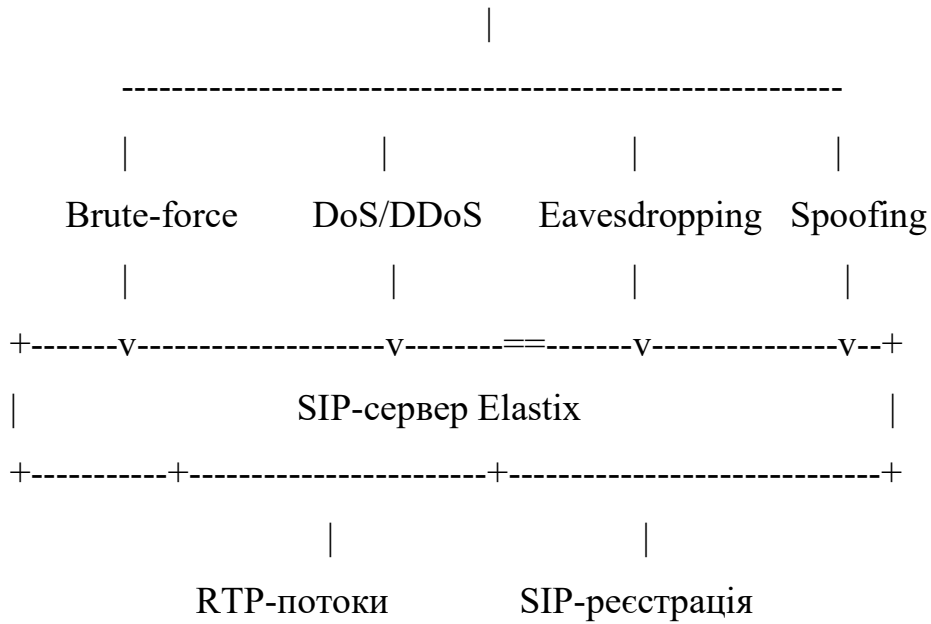 |
----------------------------------------------------------
| | | |
Brute-force DoS/DDoS Eavesdropping Spoofing
| | | |
+-------v--------------------v--------==-------v---------------v--+
| SIP-сервер Elastix |
+-----------+------------------------+------------------------------+
| |
RTP-потоки SIP-реєстрація